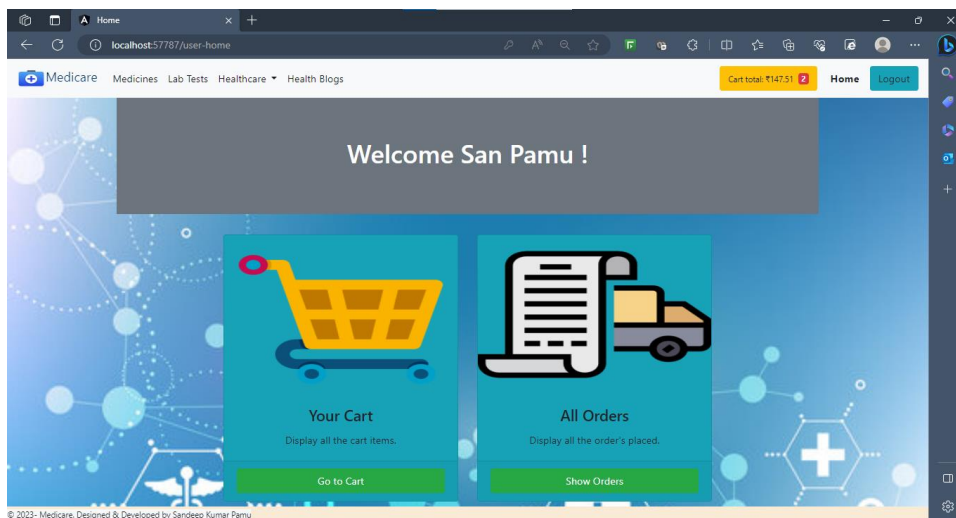 Home
localhost:57787/user-home
Medicare Medicines Lab Tests Healthcare Health Blogs Cart total: ₹147.51 2 Home Logout
Welcome San Pamu !
Your Cart
Display all the cart items.
Go to Cart
All Orders
Display all the order's placed.
Show Orders
© 2023- Medicare. Designed & Developed by Sandeep Kumar Pamu